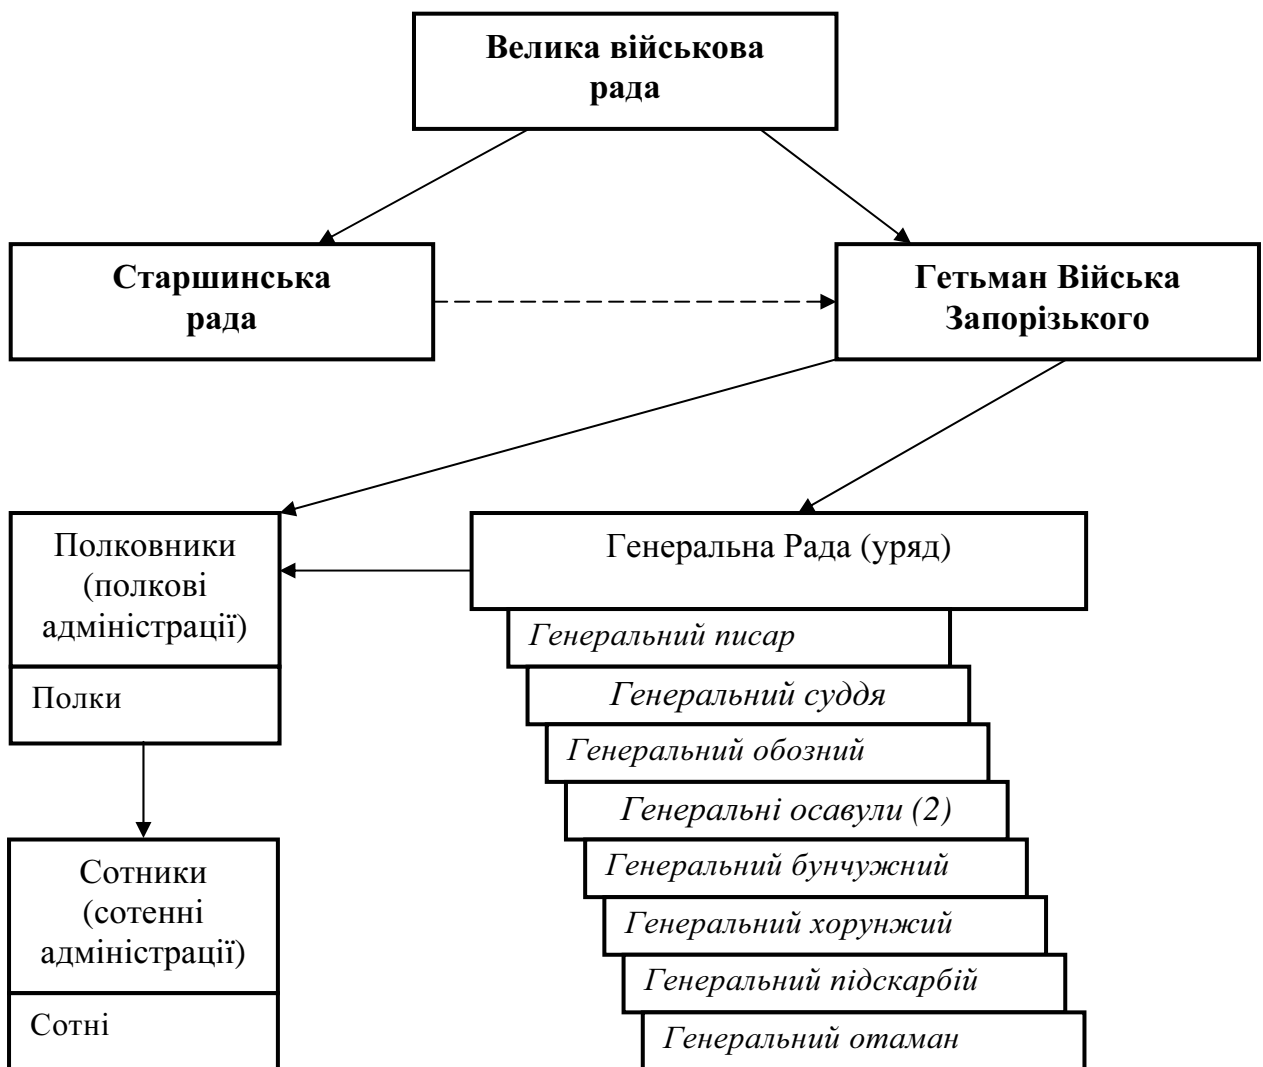 Велика військова
рада
Старшинська
рада
Гетьман Війська
Запорізького
Полковники
(полкові
адміністрації)
Полки
Генеральна Рада (уряд)
Генеральний писар
Генеральний суддя
Генеральний обозний
Генеральні осавули (2)
Генеральний бунчужний
Генеральний хорунжий
Генеральний підскарбій
Генеральний отаман
Сотники
(сотенні
адміністрації)
Сотні